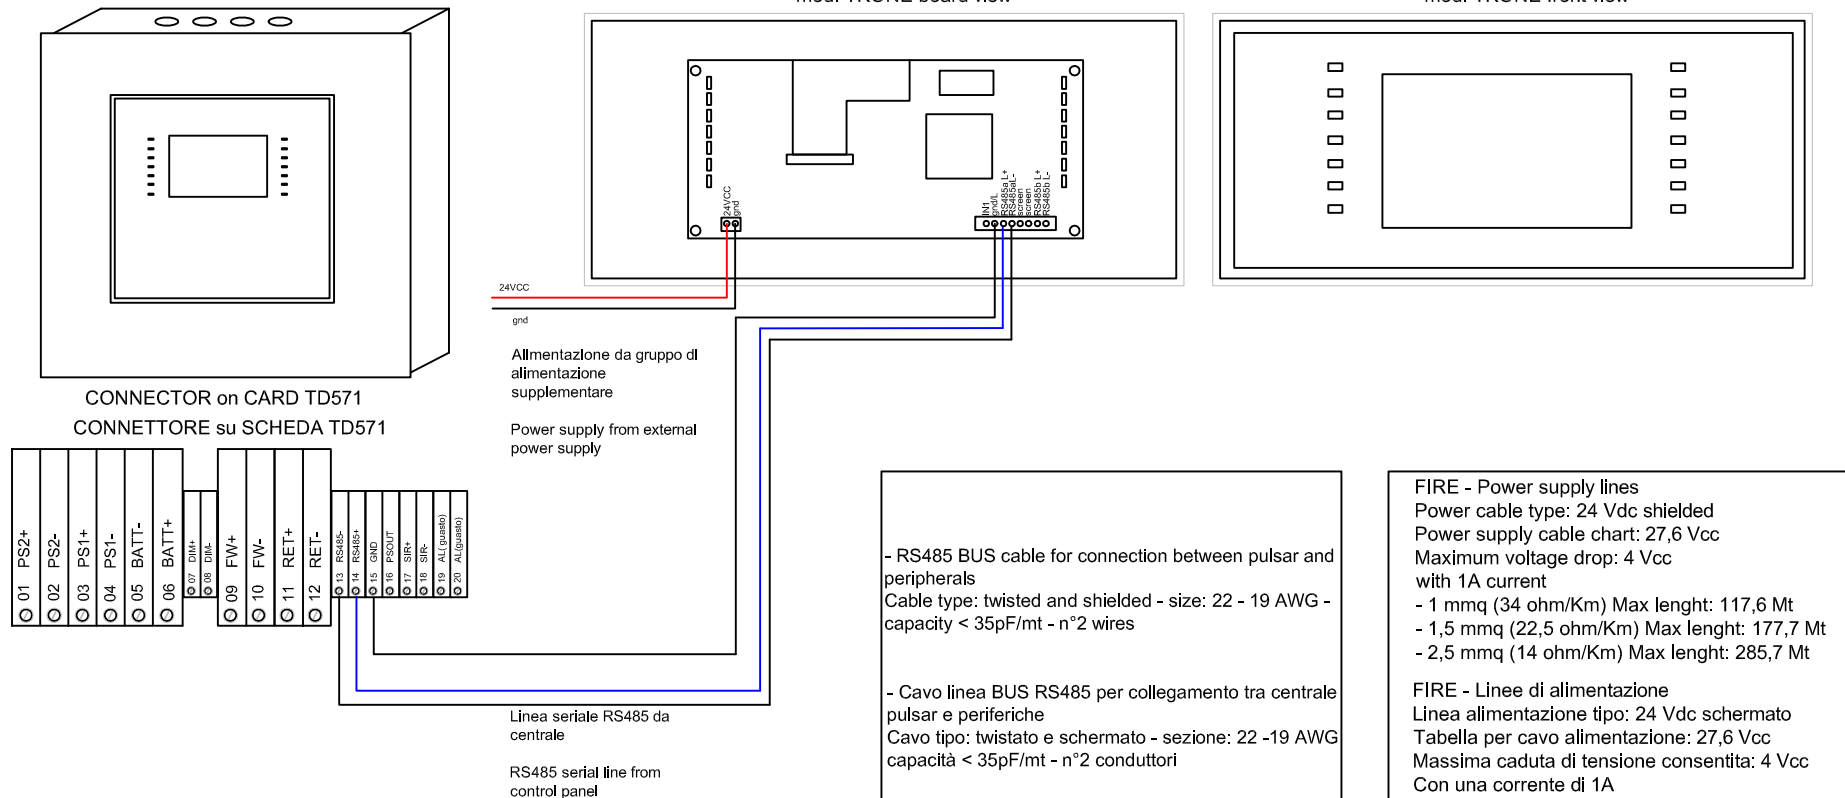 mod. TRONE board view
mod. TRONE front view
24VCC
gnd
IN1
gnd/L
RS485a L+
RS485aL-
screen
screen
RS485b L+
RS485b L-
24VCC
gnd
Alimentazione da gruppo di
alimentazione
supplementare
Power supply from external
power supply
CONNECTOR on CARD TD571
CONNETTORE su SCHEDA TD571
01 PS2+
02 PS2-
03 PS1+
04 PS1-
05 BATT-
06 BATT+
07 DIM+
08 DIM-
09 FW+
10 FW-
11 RET+
12 RET-
13 RS485-
14 RS485+
15 GND
16 PSOUT
17 SIR+
18 SIR-
19 AL( guasto)
20 AL(guasto)
Linea seriale RS485 da
centrale
RS485 serial line from
control panel
- RS485 BUS cable for connection between pulsar and
peripherals
Cable type: twisted and shielded - size: 22 - 19 AWG -
capacity < 35pF/mt - n°2 wires
- Cavo linea BUS RS485 per collegamento tra centrale
pulsar e periferiche
Cavo tipo: twistato e schermato - sezione: 22 -19 AWG
capacità < 35pF/mt - n°2 conduttori
FIRE - Power supply lines
Power cable type: 24 Vdc shielded
Power supply cable chart: 27,6 Vcc
Maximum voltage drop: 4 Vcc
with 1A current
- 1 mmq (34 ohm/Km) Max lenght: 117,6 Mt
- 1,5 mmq (22,5 ohm/Km) Max lenght: 177,7 Mt
- 2,5 mmq (14 ohm/Km) Max lenght: 285,7 Mt
FIRE - Linee di alimentazione
Linea alimentazione tipo: 24 Vdc schermato
Tabella per cavo alimentazione: 27,6 Vcc
Massima caduta di tensione consentita: 4 Vcc
Con una corrente di 1A